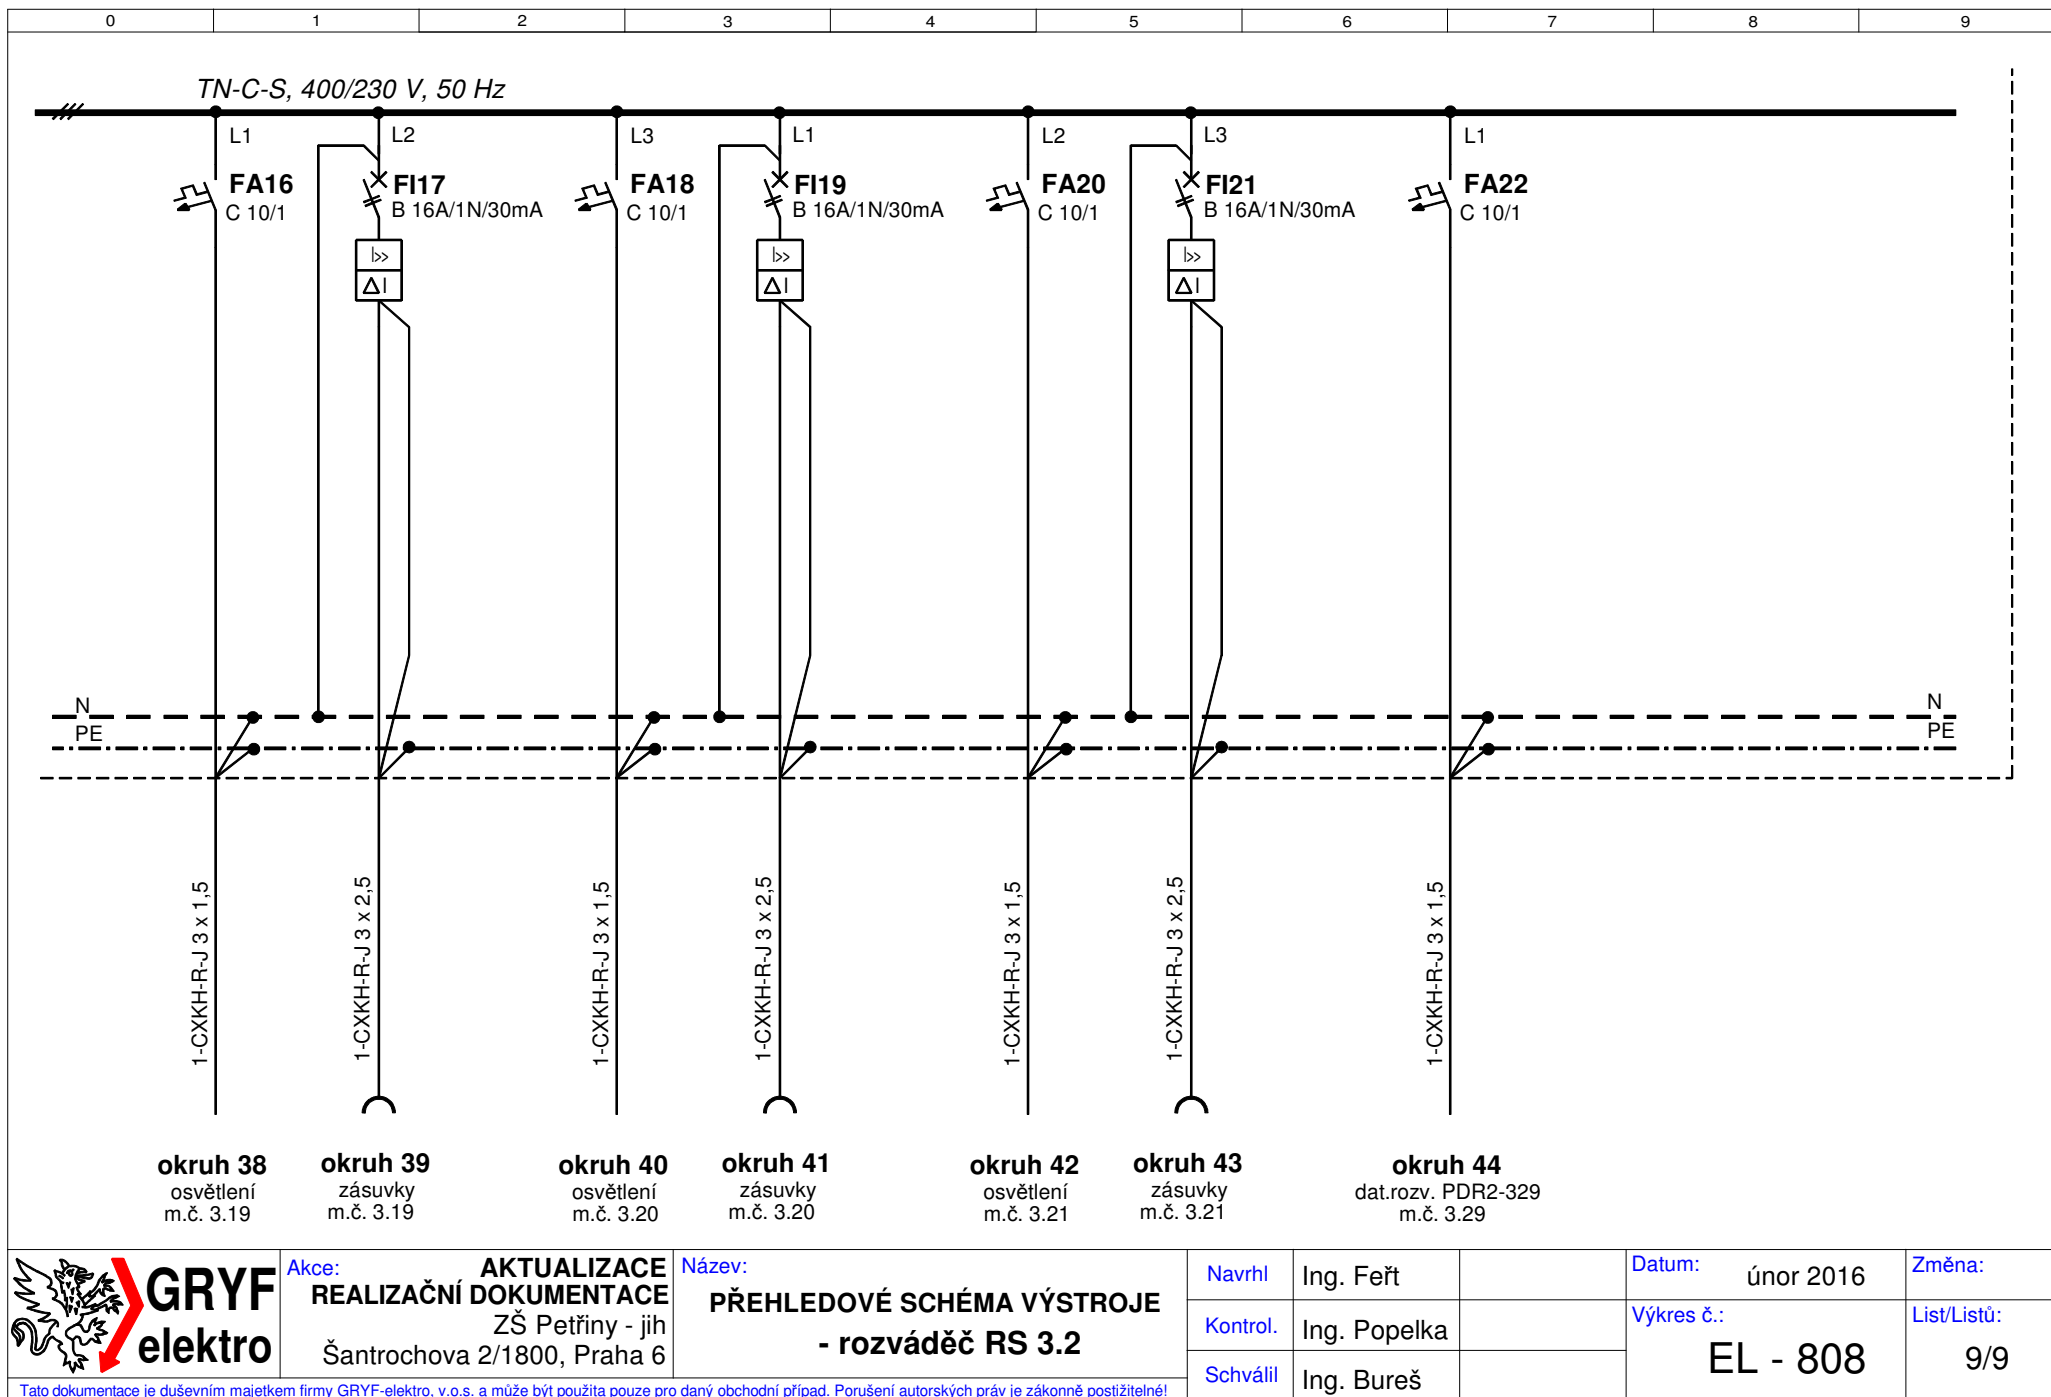 0 1 2 3 4 5 6 7 8 9
TN-C-S, 400/230 V, 50 Hz
L1 L2 L3 L1 L2 L3 L1
FA16 FI17 FA18 FI19 FA20 FI21 FA22
C 10/1 B 16A/1N/30mA C 10/1 B 16A/1N/30mA C 10/1 B 16A/1N/30mA C 10/1
I>> I>> I>>
ΔI ΔI ΔI
N N
PE PE
1-CXKH-R-J 3 x 1,5
1-CXKH-R-J 3 x 2,5
1-CXKH-R-J 3 x 1,5
1-CXKH-R-J 3 x 2,5
1-CXKH-R-J 3 x 1,5
1-CXKH-R-J 3 x 2,5
1-CXKH-R-J 3 x 1,5
okruh 38 okruh 39 okruh 40 okruh 41 okruh 42 okruh 43 okruh 44
osvětlení zásuvky osvětlení zásuvky osvětlení zásuvky dat.rozv. PDR2-329
m.č. 3.19 m.č. 3.19 m.č. 3.20 m.č. 3.20 m.č. 3.21 m.č. 3.21 m.č. 3.29
GRYF
elektro
Akce: AKTUALIZACE
REALIZAČNÍ DOKUMENTACE
ZŠ Petřiny - jih
Šantrochova 2/1800, Praha 6
Název:
PŘEHLEDOVÉ SCHÉMA VÝSTROJE
- rozváděč RS 3.2
Navrhl Ing. Feřt
Kontrol. Ing. Popelka
Schválil Ing. Bureš
Datum: únor 2016
Výkres č.:
EL - 808
Změna:
List/Listů:
9/9
Tato dokumentace je duševním majetkem firmy GRYF-elektro, v.o.s. a může být použita pouze pro daný obchodní případ. Porušení autorských práv je zákonně postižitelné!